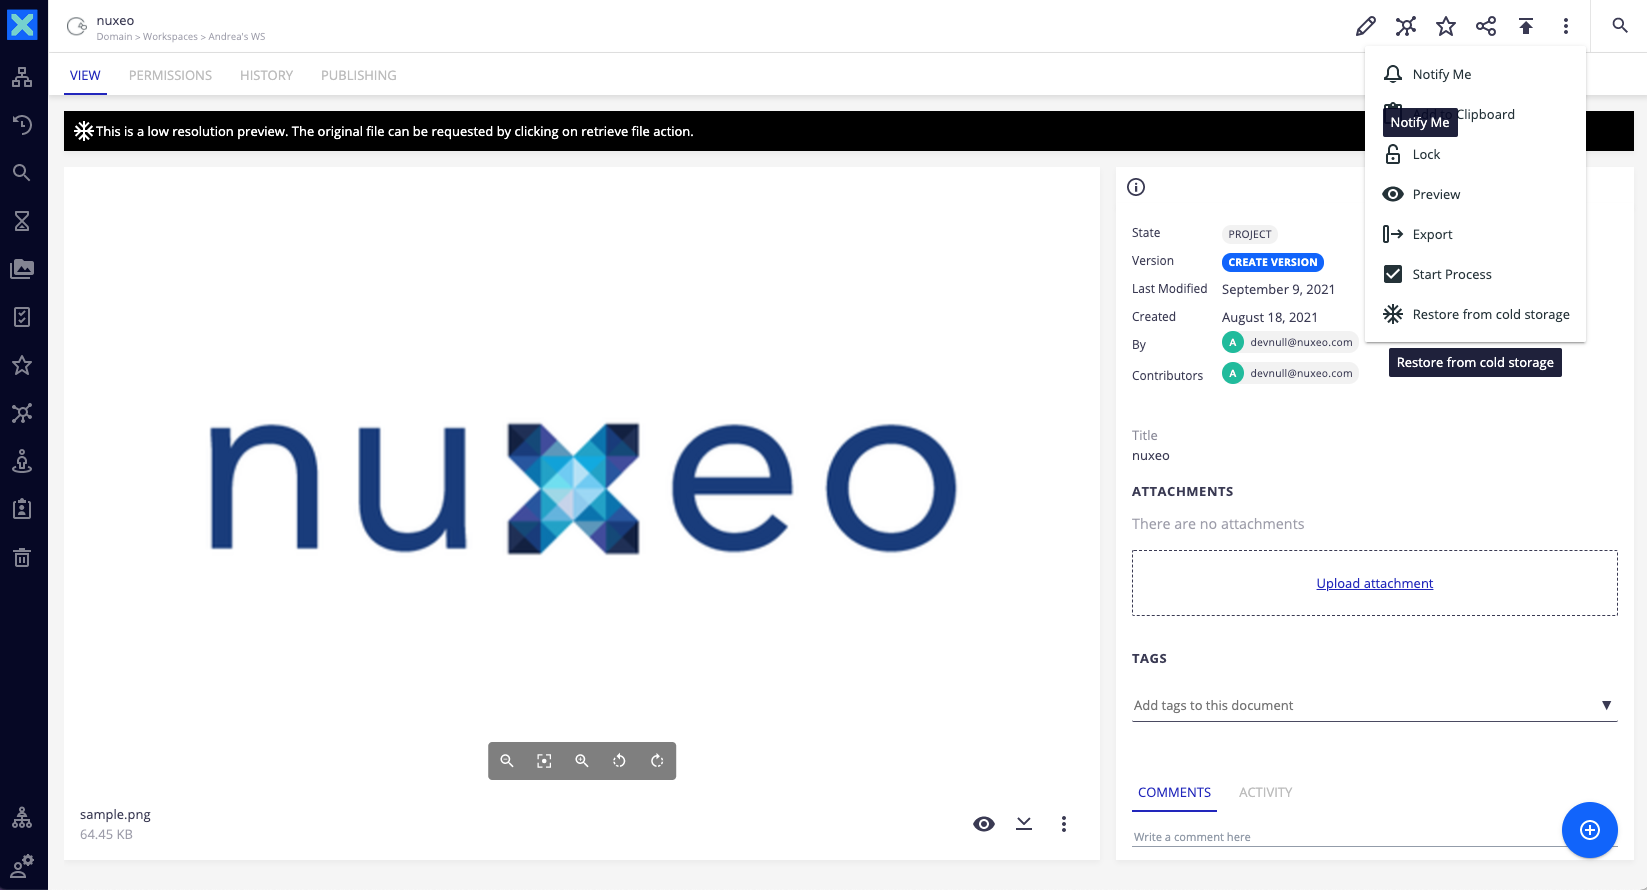 nuxeo
Domain > Workspaces > Andrea's WS
VIEW
PERMISSIONS
HISTORY
PUBLISHING
Notify Me
Clipboard
Notify Me
Lock
Preview
Export
Start Process
Restore from cold storage
Restore from cold storage
This is a low resolution preview. The original file can be requested by clicking on retrieve file action.
nuxeo
sample.png
64.45 KB
State PROJECT
Version CREATE VERSION
Last Modified September 9, 2021
Created August 18, 2021
By A devnull@nuxeo.com
Contributors A devnull@nuxeo.com
Title
nuxeo
ATTACHMENTS
There are no attachments
Upload attachment
TAGS
Add tags to this document
COMMENTS
ACTIVITY
Write a comment here